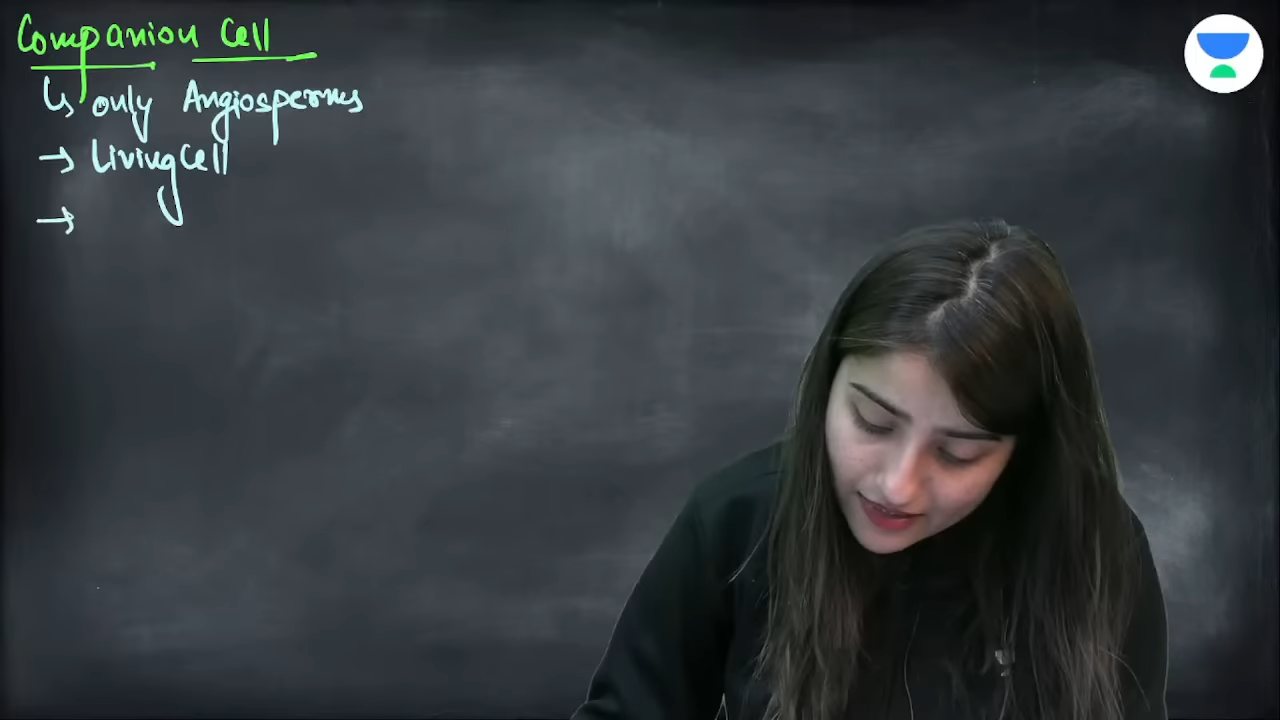 Companion Cell
↳ only Angiosperms
→ Living Cell
→